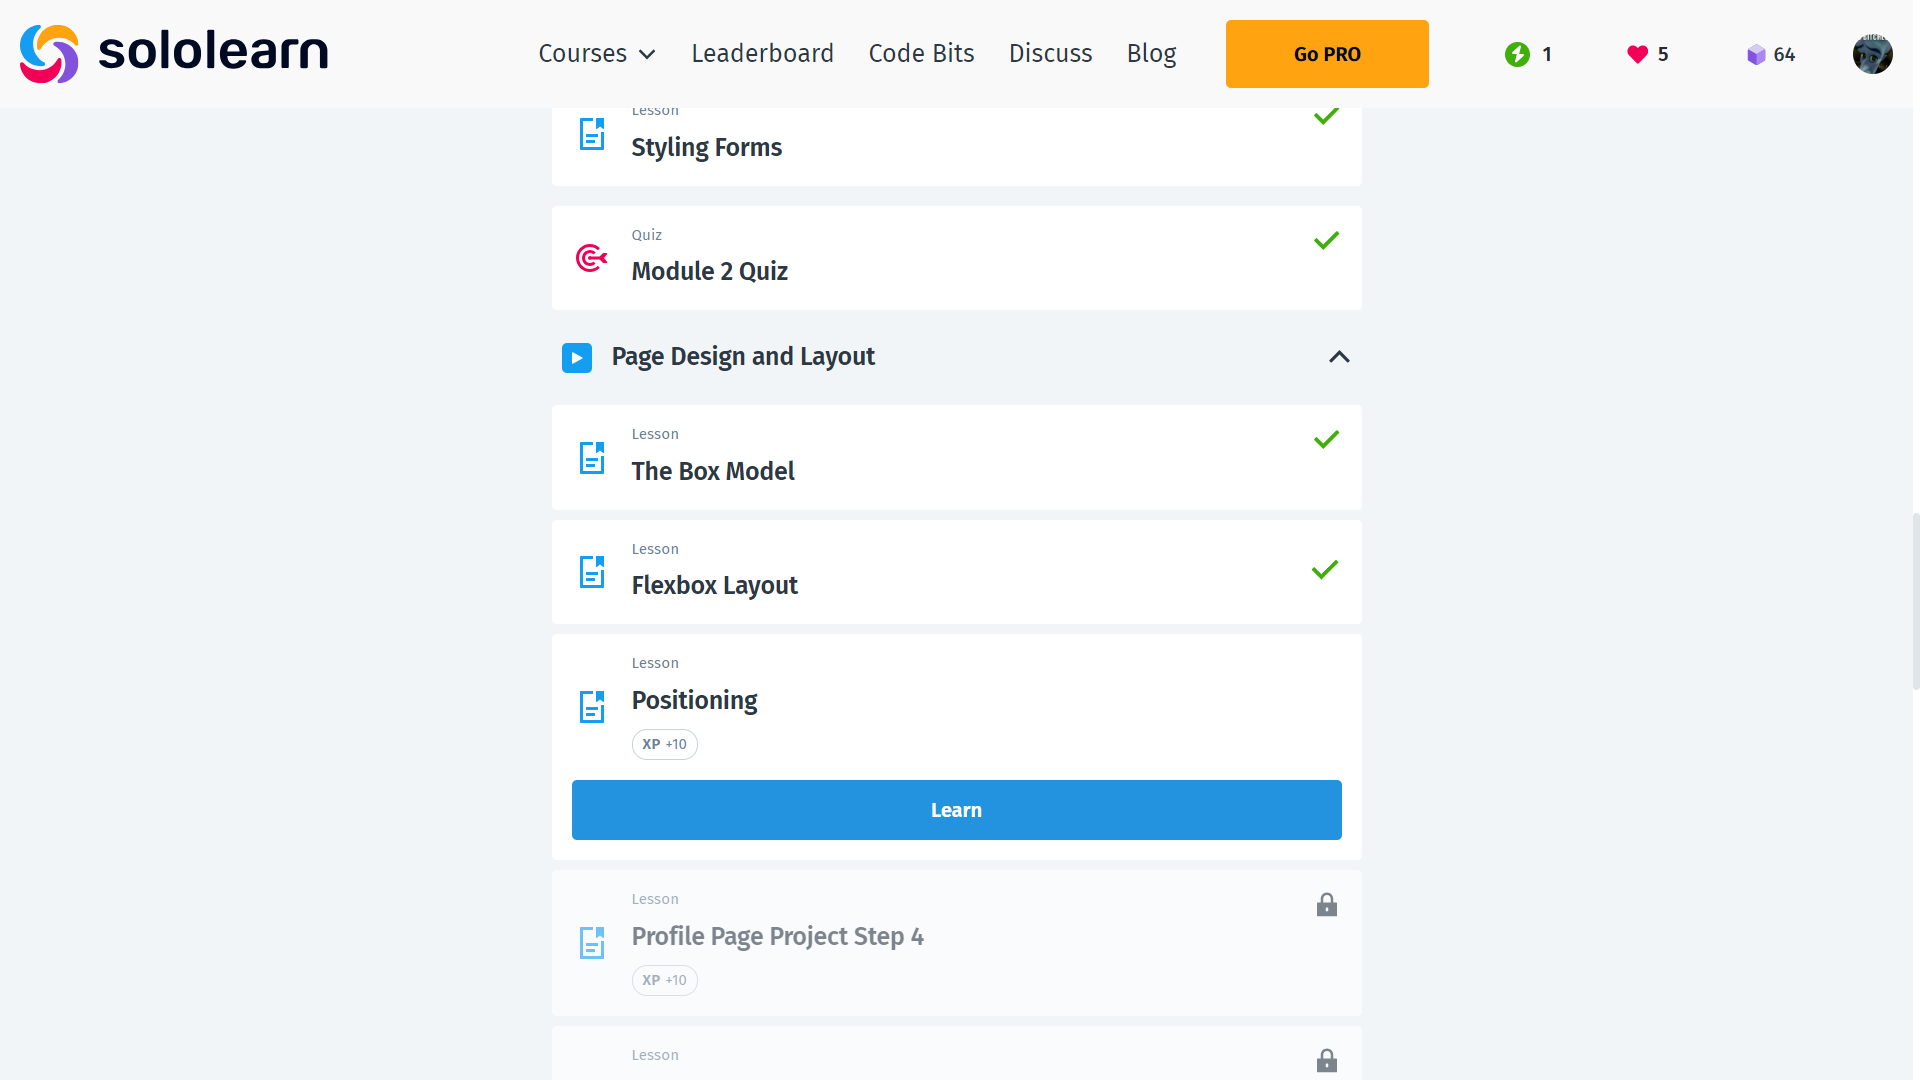 sololearn
Courses Leaderboard Code Bits Discuss Blog Go PRO 1 5 64
Lesson
Styling Forms
Quiz
Module 2 Quiz
Page Design and Layout
Lesson
The Box Model
Lesson
Flexbox Layout
Lesson
Positioning
XP +10
Learn
Lesson
Profile Page Project Step 4
XP +10
Lesson